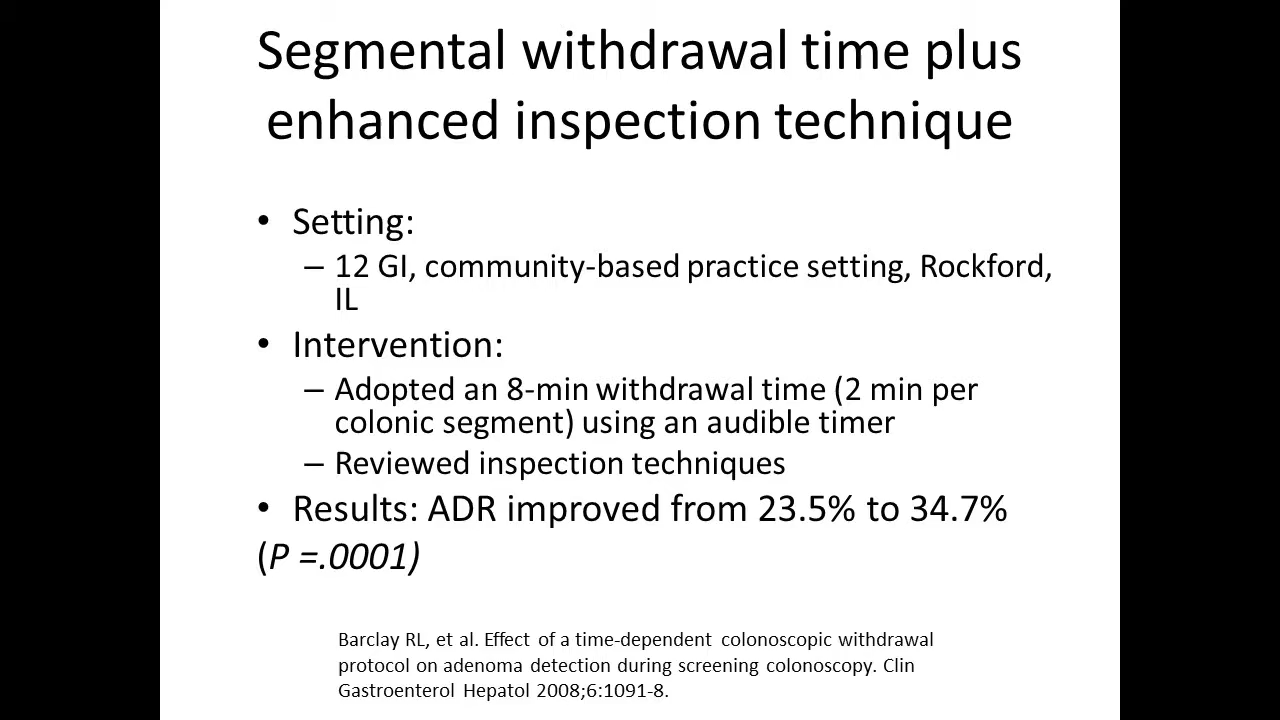 Segmental withdrawal time plus
enhanced inspection technique
• Setting:
– 12 GI, community-based practice setting, Rockford,
IL
• Intervention:
– Adopted an 8-min withdrawal time (2 min per
colonic segment) using an audible timer
– Reviewed inspection techniques
• Results: ADR improved from 23.5% to 34.7%
(P =.0001)
Barclay RL, et al. Effect of a time-dependent colonoscopic withdrawal
protocol on adenoma detection during screening colonoscopy. Clin
Gastroenterol Hepatol 2008;6:1091-8.